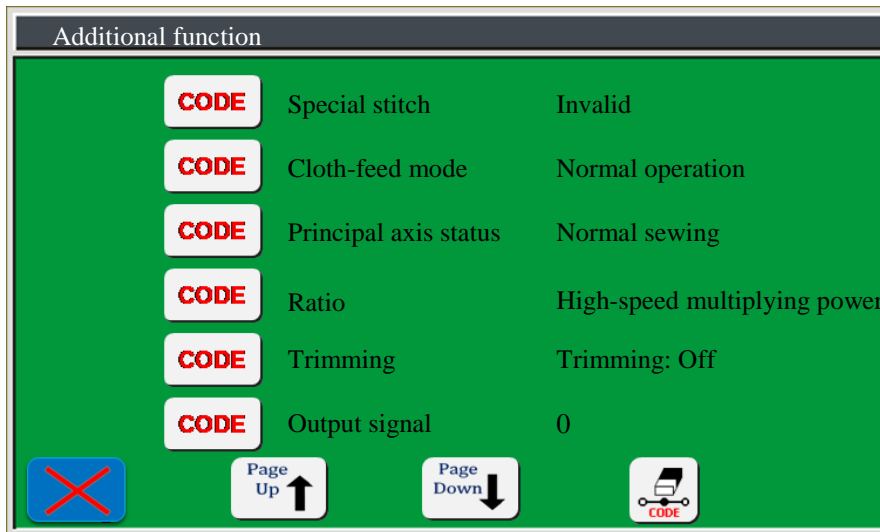 Additional function
CODE Special stitch Invalid
CODE Cloth-feed mode Normal operation
CODE Principal axis status Normal sewing
CODE Ratio High-speed multiplying power
CODE Trimming Trimming: Off
CODE Output signal 0
Page Up
Page Down
CODE